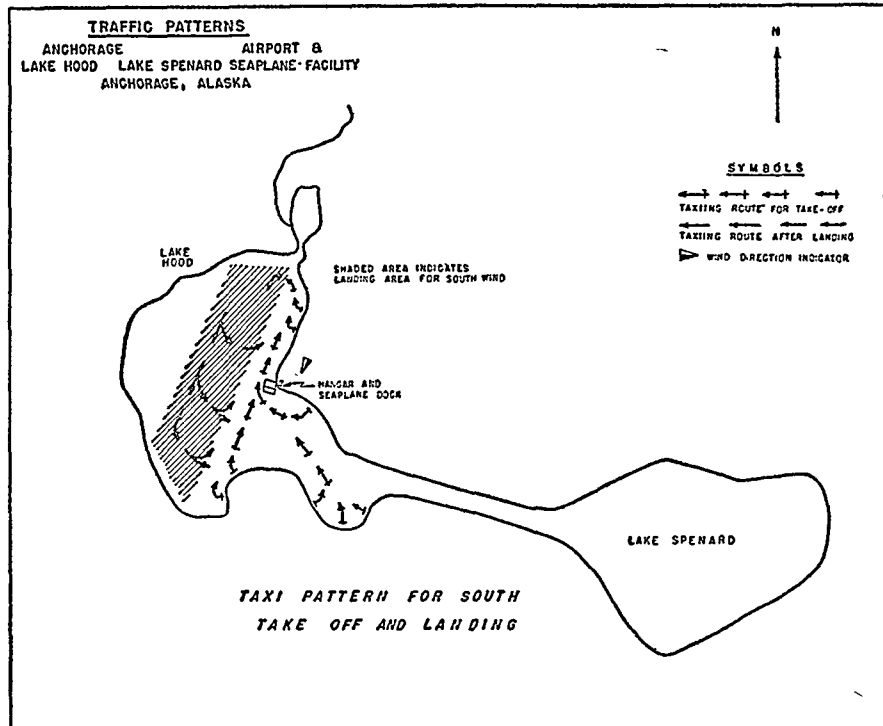 TRAFFIC PATTERNS
ANCHORAGE AIRPORT &
LAKE HOOD LAKE SPENARD SEAPLANE-FACILITY
ANCHORAGE, ALASKA
N
SYMBOLS
TAXIING ROUTE FOR TAKE-OFF
TAXIING ROUTE AFTER LANDING
WIND DIRECTION INDICATOR
LAKE
HOOD
SHADED AREA INDICATES
LANDING AREA FOR SOUTH WIND
HANGAR AND
SEAPLANE DOCK
LAKE SPENARD
TAXI PATTERN FOR SOUTH
TAKE OFF AND LANDING